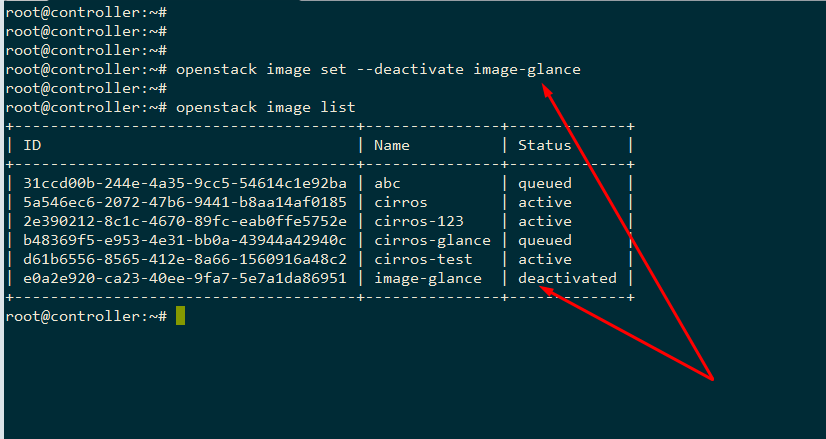 root@controller:~#
root@controller:~#
root@controller:~#
root@controller:~# openstack image set --deactivate image-glance
root@controller:~#
root@controller:~# openstack image list
+--------------------------------------+---------------+-------------+
| ID                                   | Name          | Status      |
+--------------------------------------+---------------+-------------+
| 31ccd00b-244e-4a35-9cc5-54614c1e92ba | abc           | queued      |
| 5a546ec6-2072-47b6-9441-b8aa14af0185 | cirros        | active      |
| 2e390212-8c1c-4670-89fc-eab0ffe5752e | cirros-123    | active      |
| b48369f5-e953-4e31-bb0a-43944a42940c | cirros-glance | queued      |
| d61b6556-8565-412e-8a66-1560916a48c2 | cirros-test   | active      |
| e0a2e920-ca23-40ee-9fa7-5e7a1da86951 | image-glance  | deactivated |
+--------------------------------------+---------------+-------------+
root@controller:~#